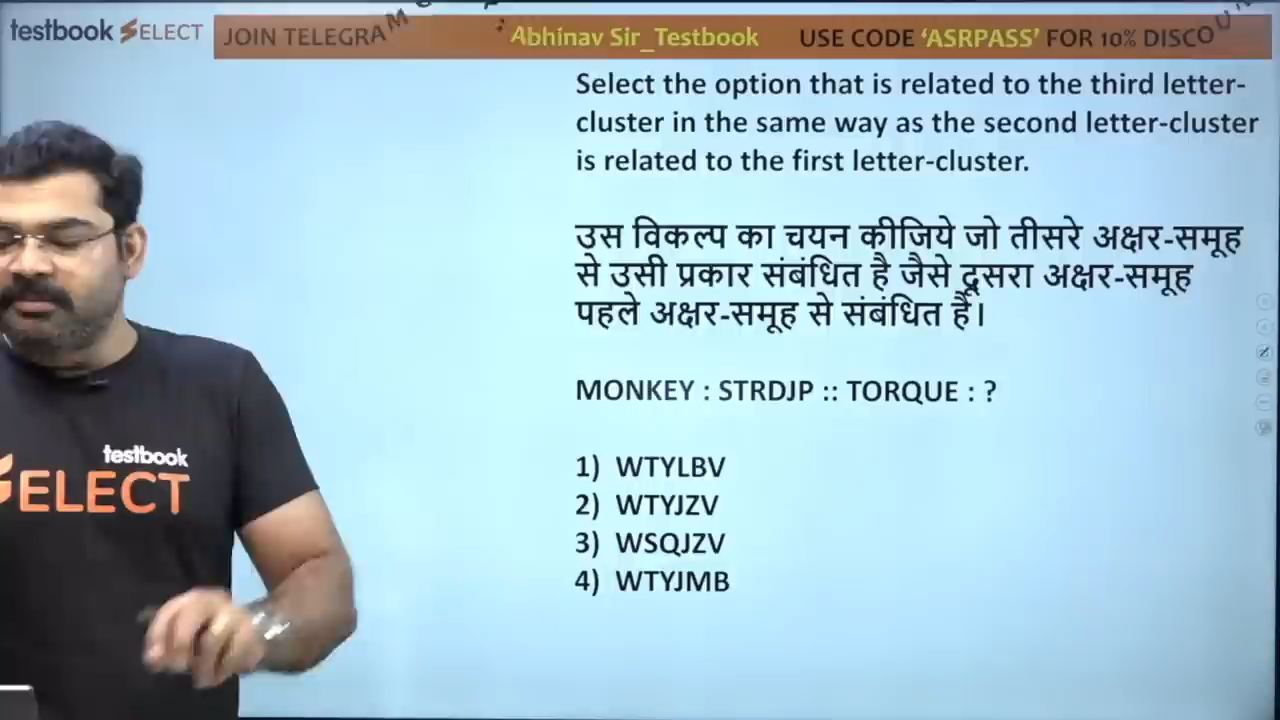 testbook SELECT
JOIN TELEGRAM : Abhinav Sir_Testbook USE CODE 'ASRPASS' FOR 10% DISCOU
Select the option that is related to the third letter-
cluster in the same way as the second letter-cluster
is related to the first letter-cluster.
उस विकल्प का चयन कीजिये जो तीसरे अक्षर-समूह
से उसी प्रकार संबंधित है जैसे दूसरा अक्षर-समूह
पहले अक्षर-समूह से संबंधित है।
MONKEY : STRDJP :: TORQUE : ?
1) WTYLBV
2) WTYJZV
3) WSQJZV
4) WTYJMB
testbook
SELECT